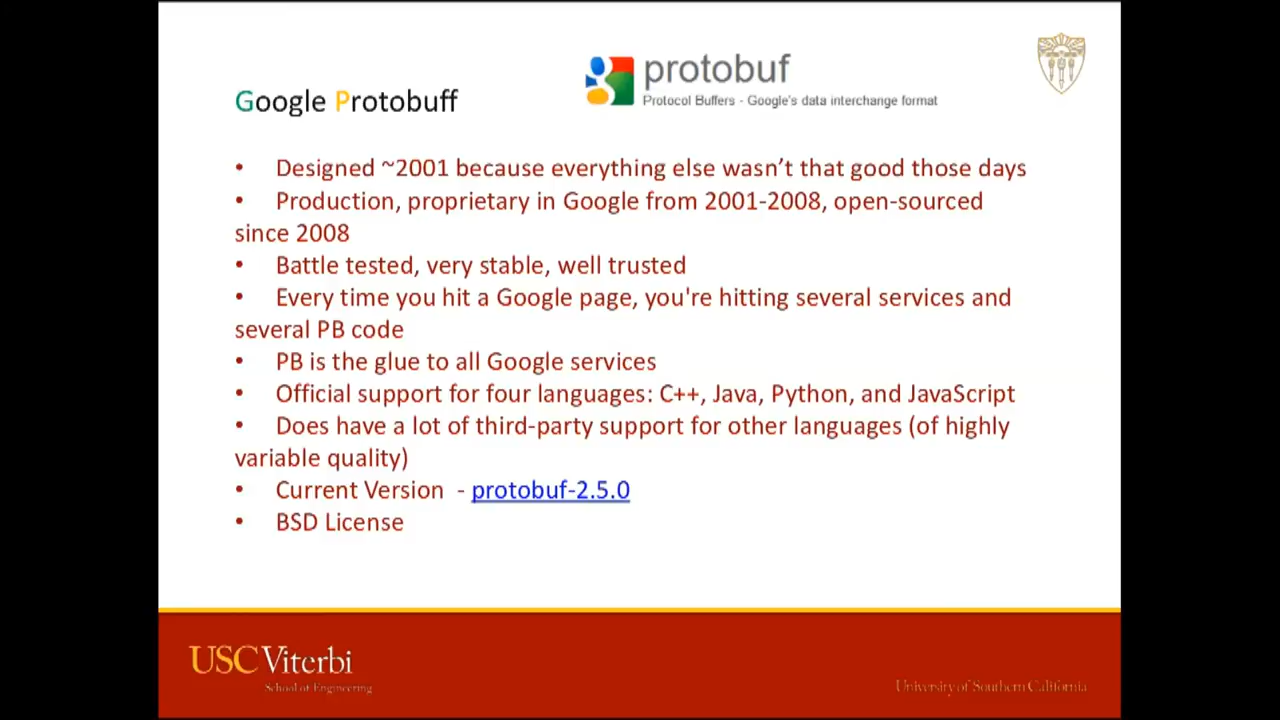 protobuf
Protocol Buffers - Google's data interchange format
Google Protobuff
• Designed ~2001 because everything else wasn't that good those days
• Production, proprietary in Google from 2001-2008, open-sourced
since 2008
• Battle tested, very stable, well trusted
• Every time you hit a Google page, you're hitting several services and
several PB code
• PB is the glue to all Google services
• Official support for four languages: C++, Java, Python, and JavaScript
• Does have a lot of third-party support for other languages (of highly
variable quality)
• Current Version - protobuf-2.5.0
• BSD License
USC Viterbi
School of Engineering
University of Southern California